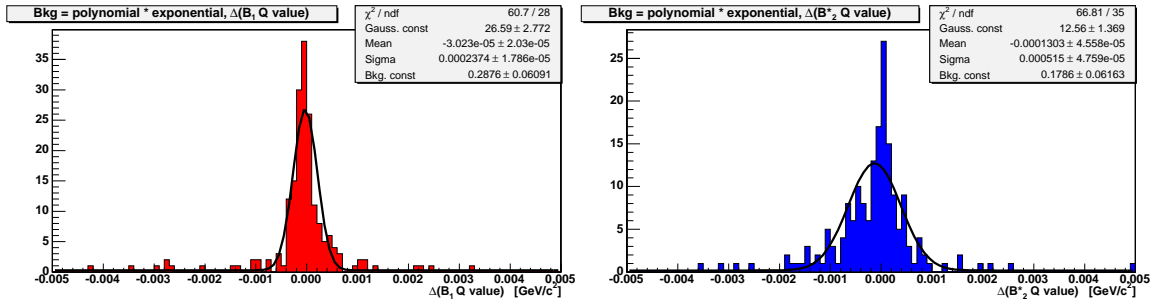 Bkg = polynomial * exponential, Δ(B₁ Q value)
χ² / ndf 60.7 / 28
Gauss. const 26.59 ± 2.772
Mean -3.023e-05 ± 2.03e-05
Sigma 0.0002374 ± 1.786e-05
Bkg. const 0.2876 ± 0.06091
35
30
25
20
15
10
5
0
-0.005 -0.004 -0.003 -0.002 -0.001 0.000 0.001 0.002 0.003 0.004 0.005
Δ(B₁ Q value) [GeV/c²]
Bkg = polynomial * exponential, Δ(B*₂ Q value)
χ² / ndf 66.81 / 35
Gauss. const 12.56 ± 1.369
Mean -0.0001303 ± 4.558e-05
Sigma 0.000515 ± 4.759e-05
Bkg. const 0.1786 ± 0.06163
25
20
15
10
5
0
-0.005 -0.004 -0.003 -0.002 -0.001 0.000 0.001 0.002 0.003 0.004 0.005
Δ(B*₂ Q value) [GeV/c²]